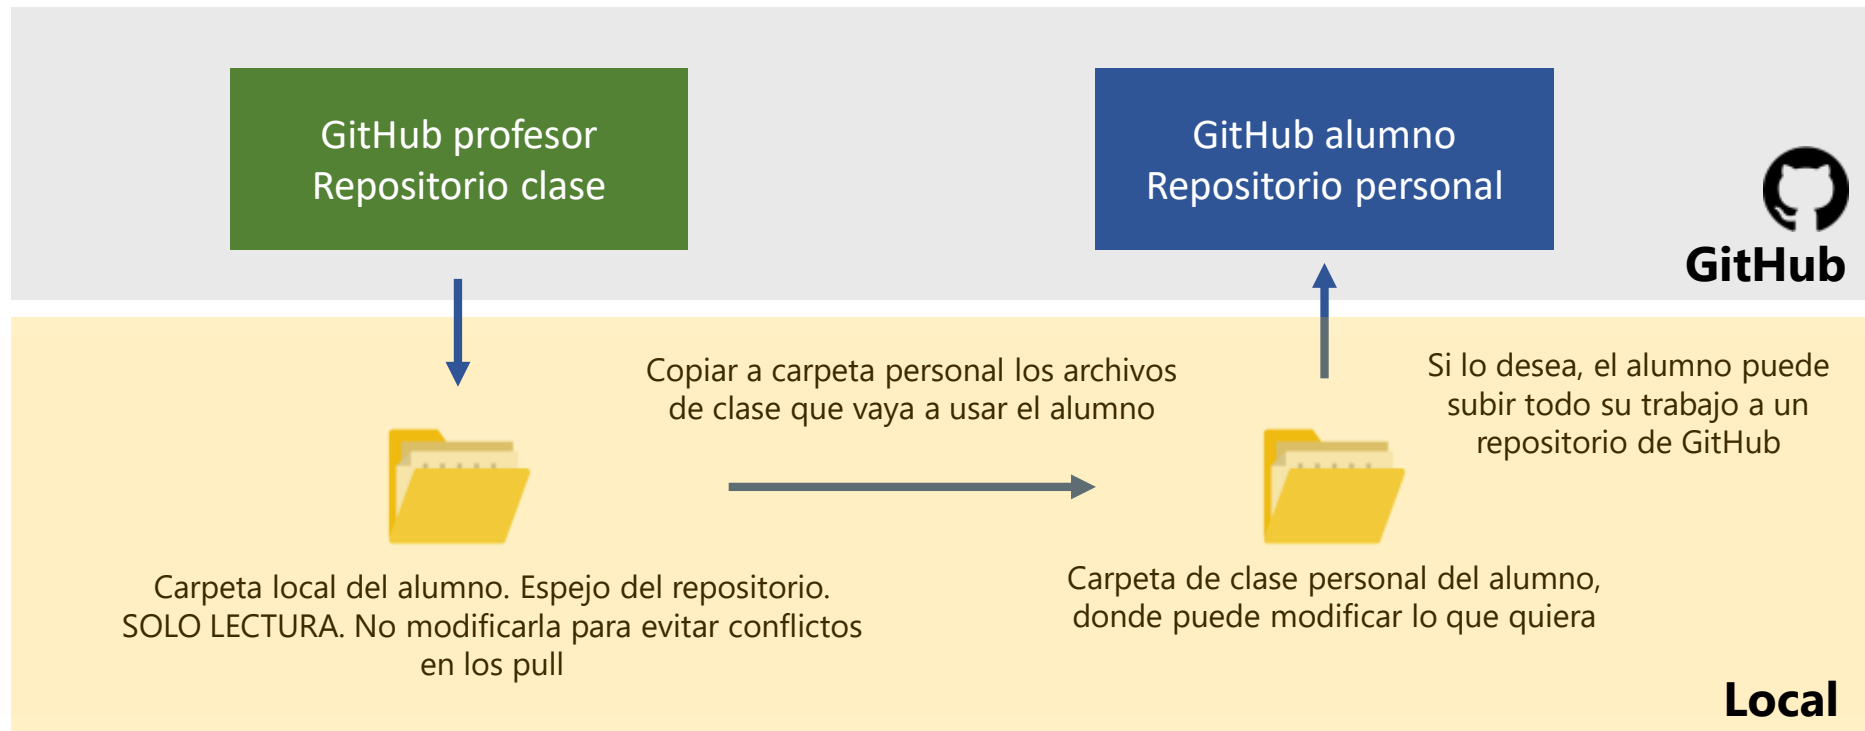 GitHub profesor
Repositorio clase
GitHub alumno
Repositorio personal
GitHub
Copiar a carpeta personal los archivos
de clase que vaya a usar el alumno
Si lo desea, el alumno puede
subir todo su trabajo a un
repositorio de GitHub
Carpeta local del alumno. Espejo del repositorio.
SOLO LECTURA. No modificarla para evitar conflictos
en los pull
Carpeta de clase personal del alumno,
donde puede modificar lo que quiera
Local